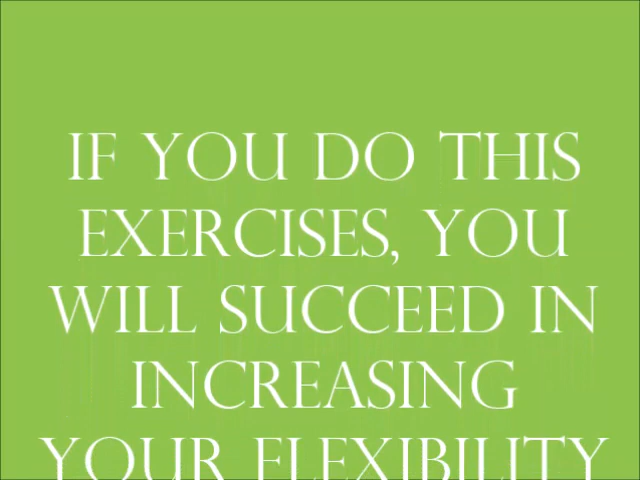 IF YOU DO THIS
EXERCISES, YOU
WILL SUCCEED IN
INCREASING
YOUR FLEXIBILITY